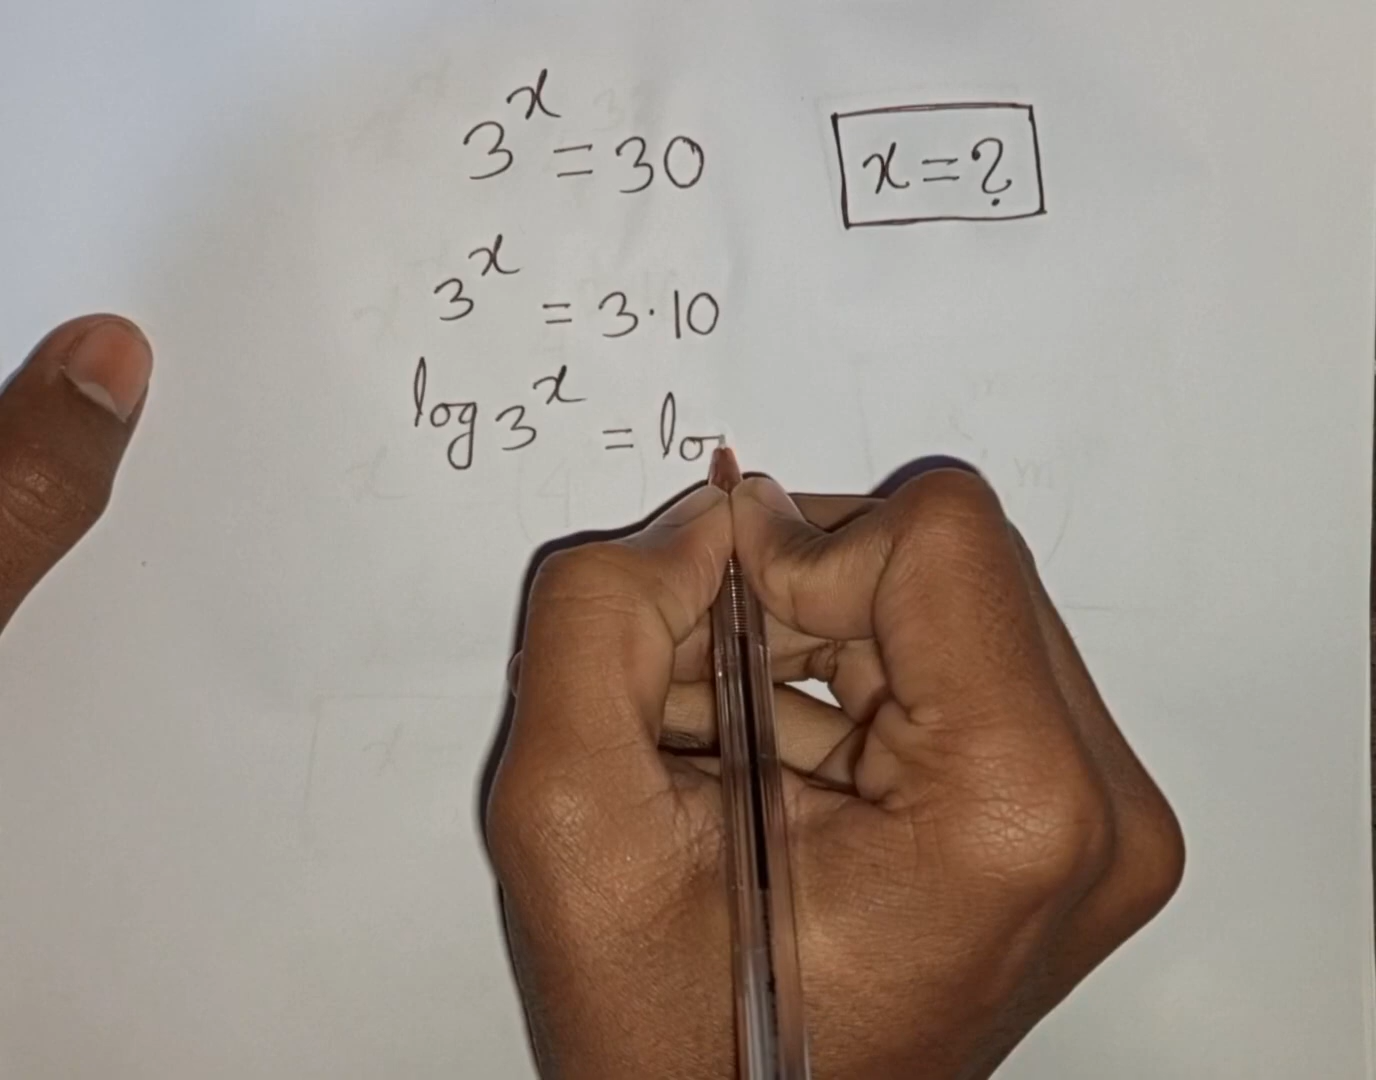 3^x = 30
x = ?
3^x = 3·10
log 3^x = lo